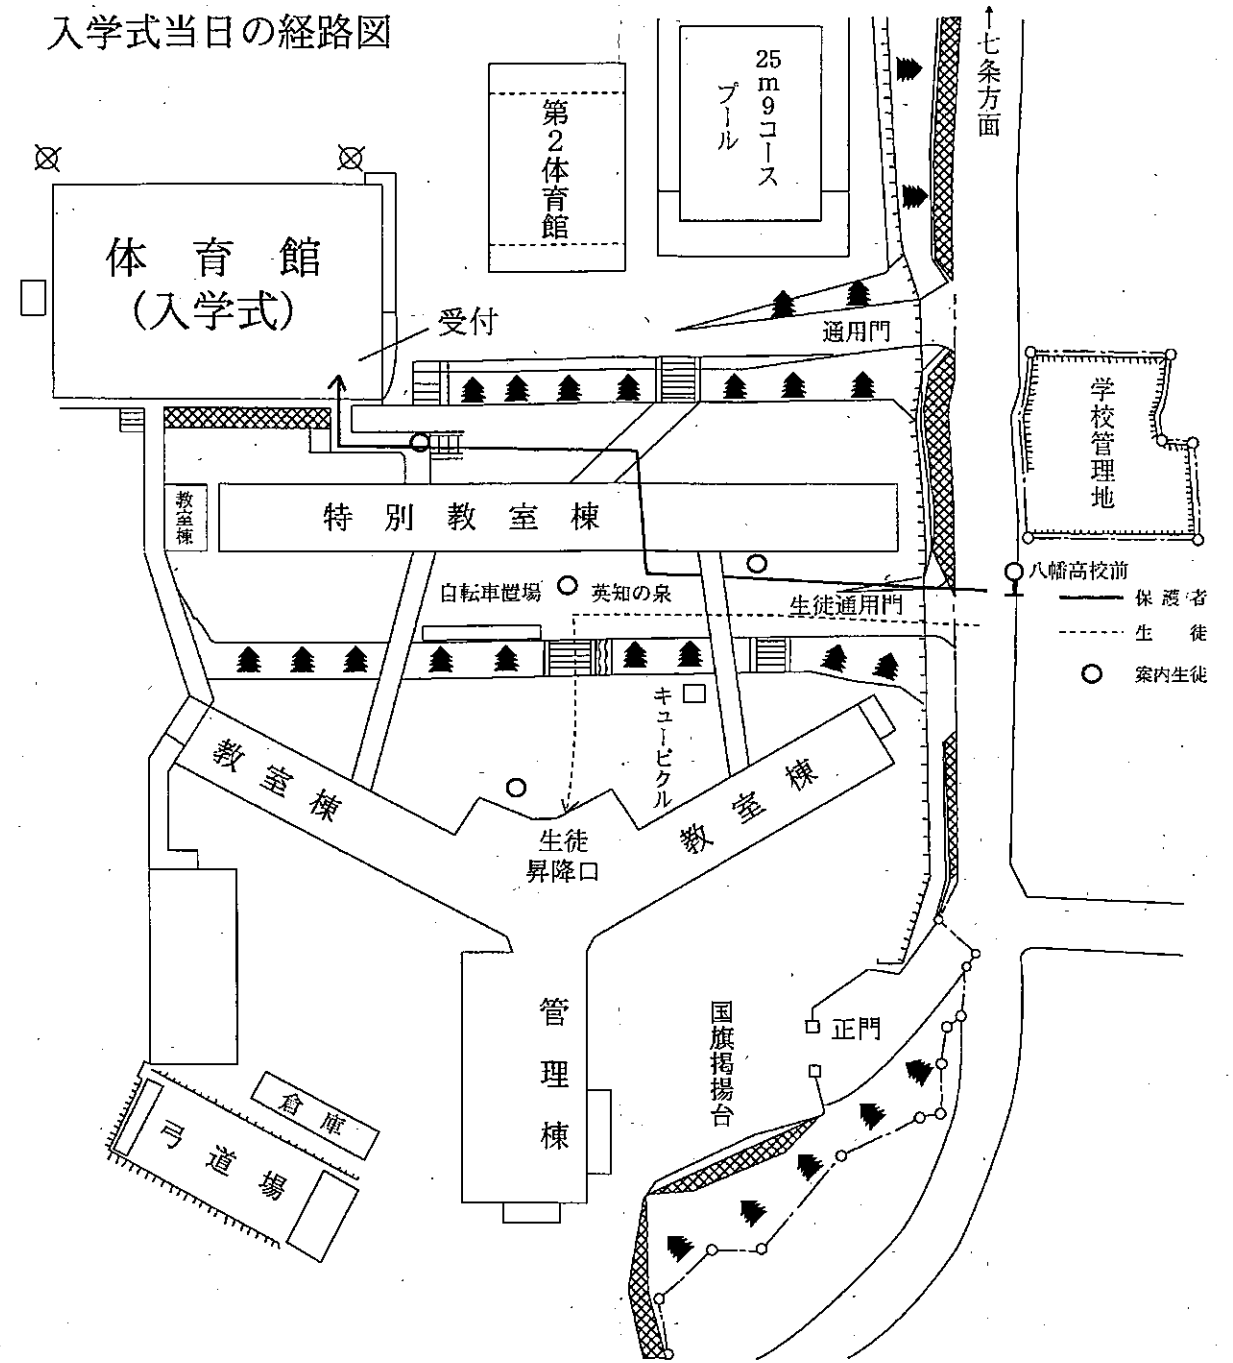 入学式当日の経路図
七条方面
25m9コース
プール
第2体育館
体育館
(入学式)
受付
通用門
学校管理地
教室棟
特別教室棟
八幡高校前
保護者
生徒
案内生徒
自転車置場
英知の泉
生徒通用門
キュービクル
教室棟
教室棟
生徒
昇降口
管理棟
国旗掲揚台
正門
倉庫
弓道場